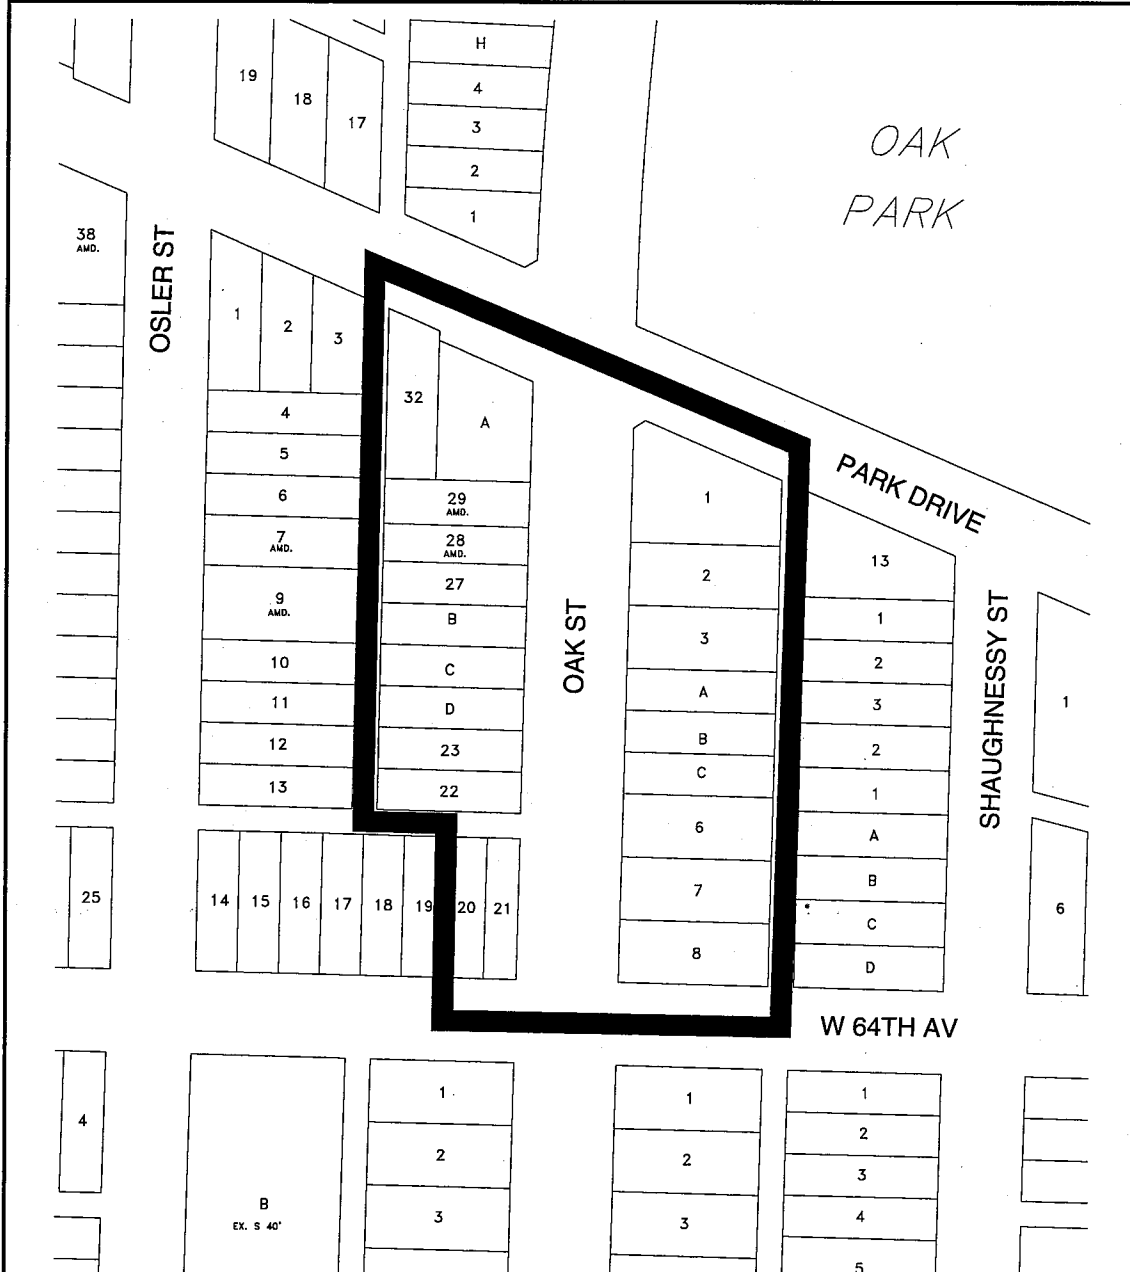 H
4
3
2
1
19
18
17
OAK
PARK
38
AMD.
OSLER ST
1
2
3
4
5
6
7
AMD.
9
AMD.
10
11
12
13
32
A
29
AMD.
28
AMD.
27
B
C
D
23
22
OAK ST
1
2
3
A
B
C
6
7
8
PARK DRIVE
13
1
2
3
2
1
A
B
C
D
SHAUGHNESSY ST
1
6
25
14
15
16
17
18
19
20
21
W 64TH AV
4
B
EX. S 40'
1
2
3
1
2
3
1
2
3
4
5